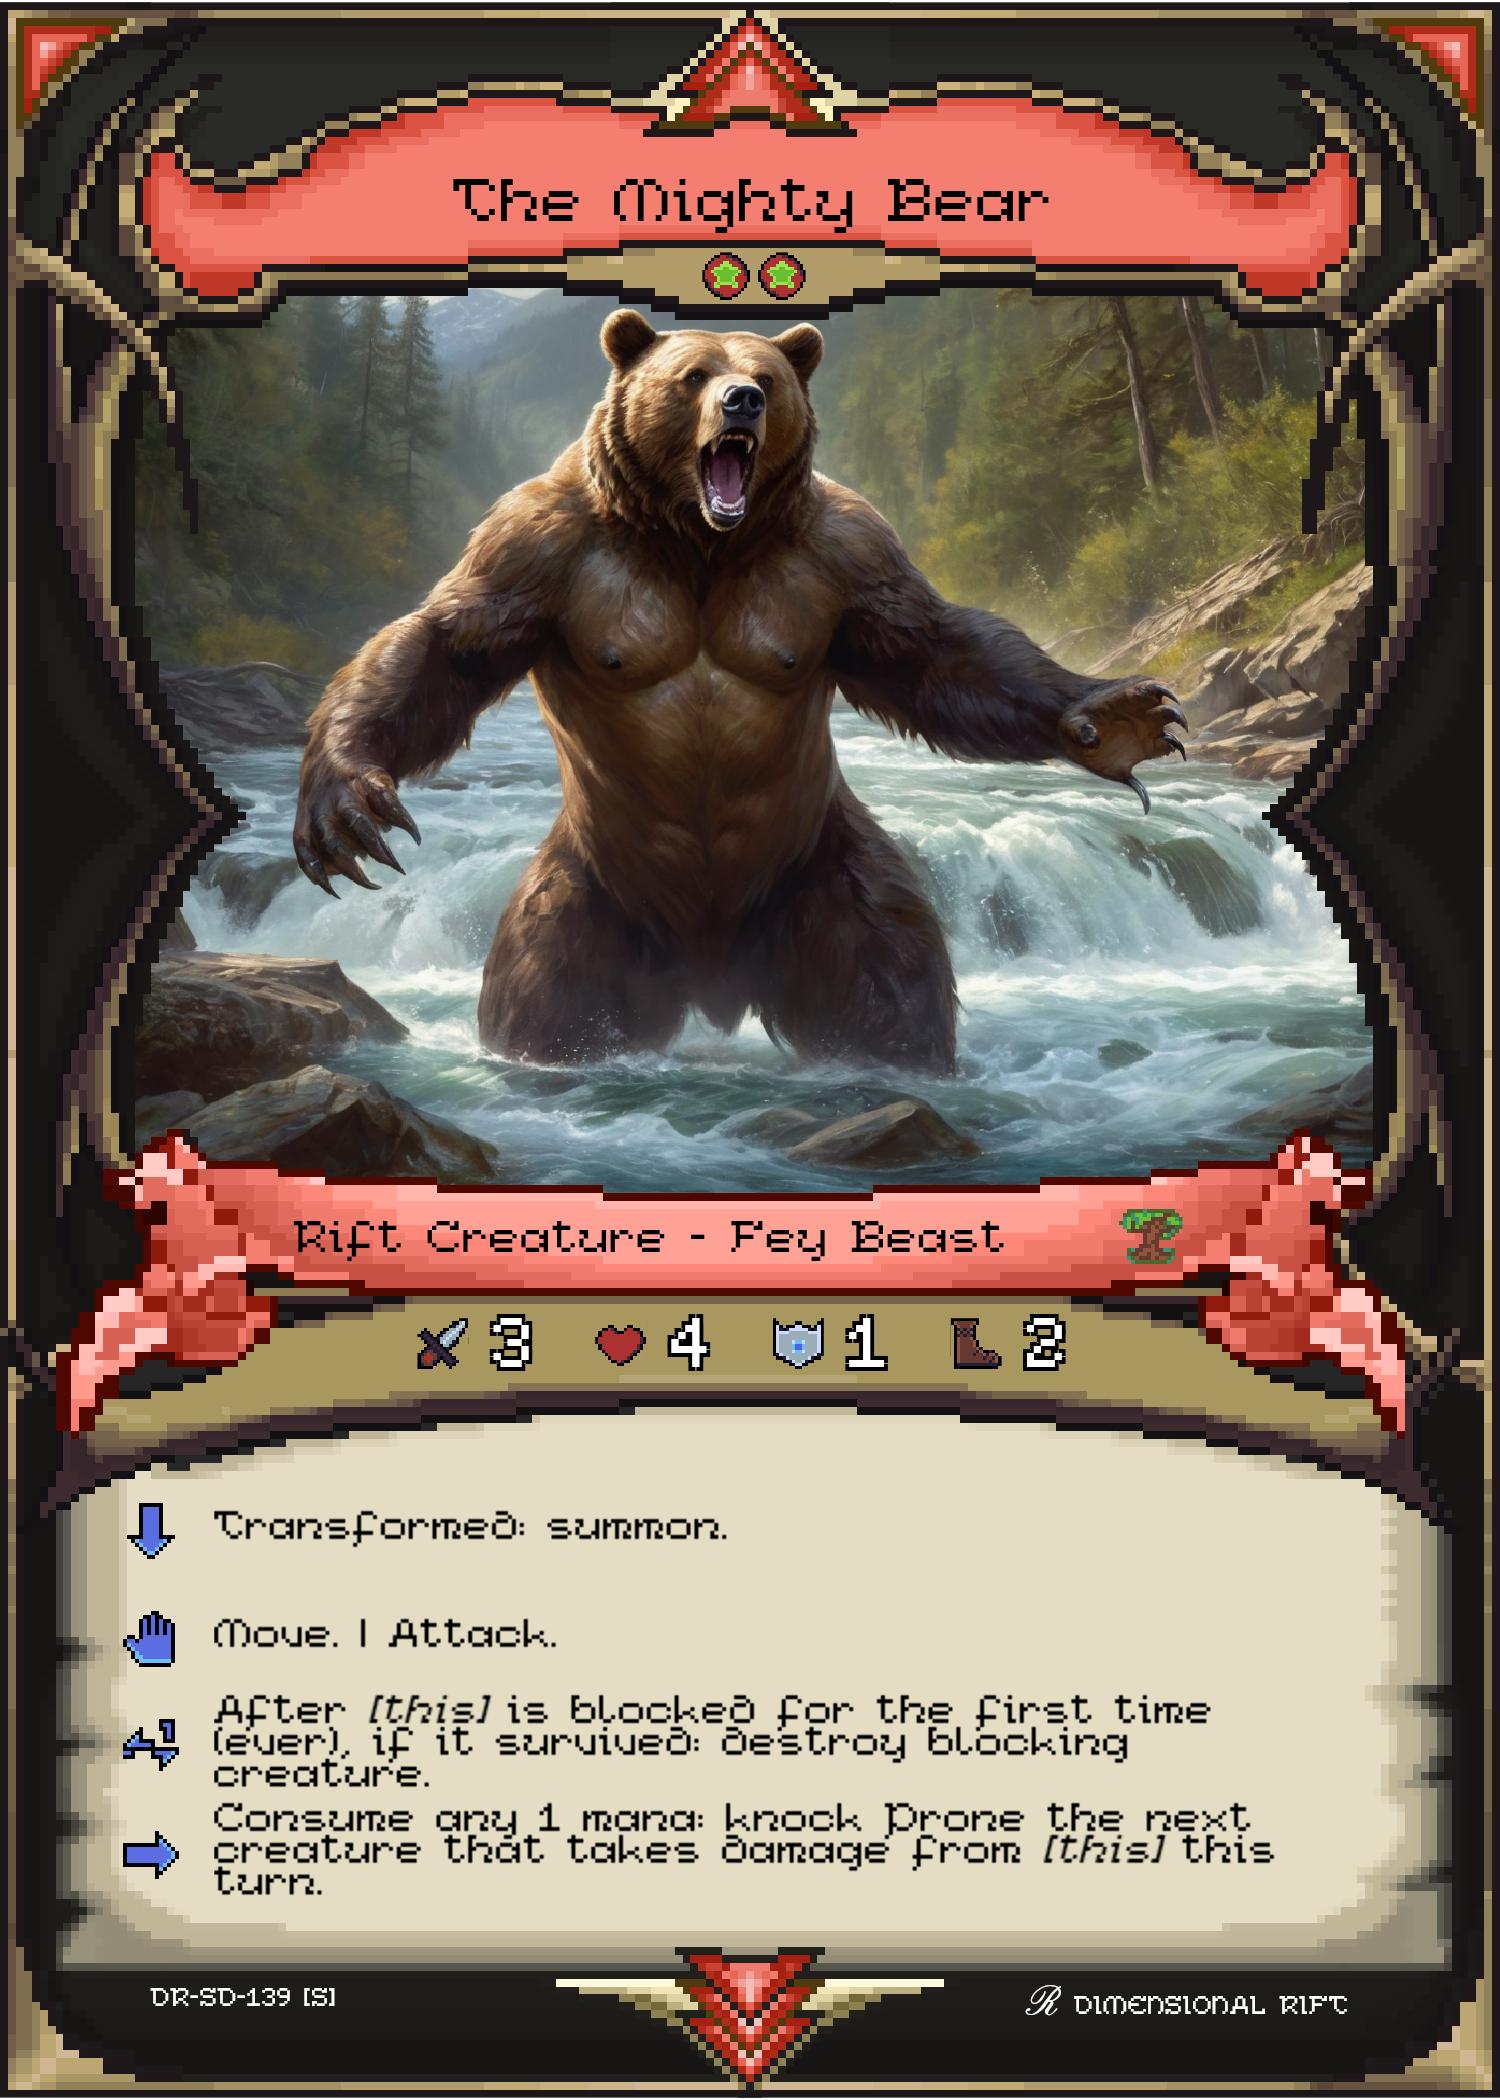 The Mighty Bear
Rift Creature - Fey Beast
3 4 1 2
Transformed: summon.
Move. | Attack.
After [this] is blocked for the first time
(ever), if it survived: destroy blocking
creature.
Consume any 1 mana: knock Prone the next
creature that takes damage from [this] this
turn.
DR-SD-139 [S]
R DIMENSIONAL RIFT